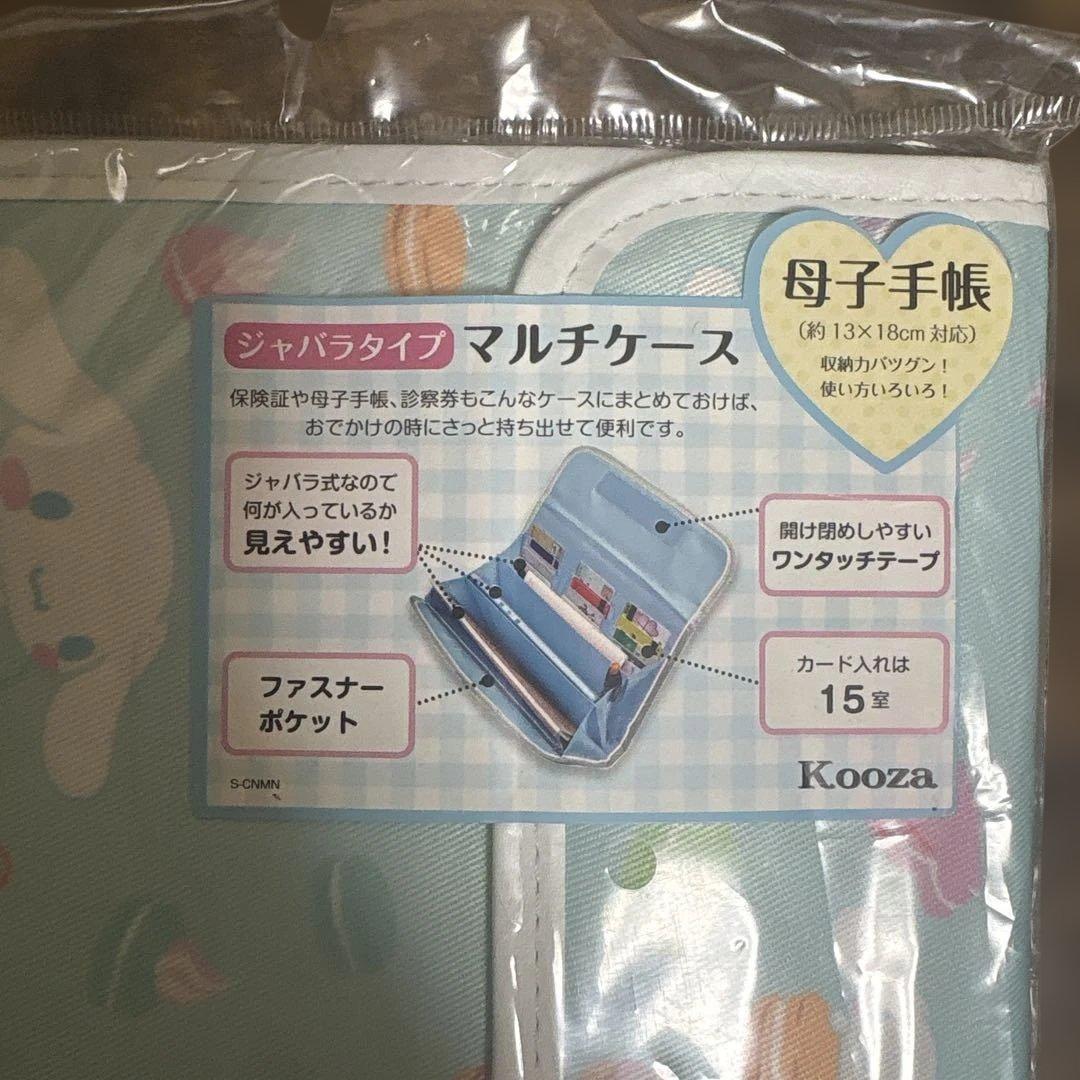 母子手帳
(約13×18cm対応)
収納力バツグン!
使い方いろいろ!
ジャバラタイプ マルチケース
保険証や母子手帳、診察券もこんなケースにまとめておけば、
おでかけの時にさっと持ち出せて便利です。
ジャバラ式なので
何が入っているか
見えやすい!
開け閉めしやすい
ワンタッチテープ
ファスナー
ポケット
カード入れは
15室
S-CNMN
Kooza